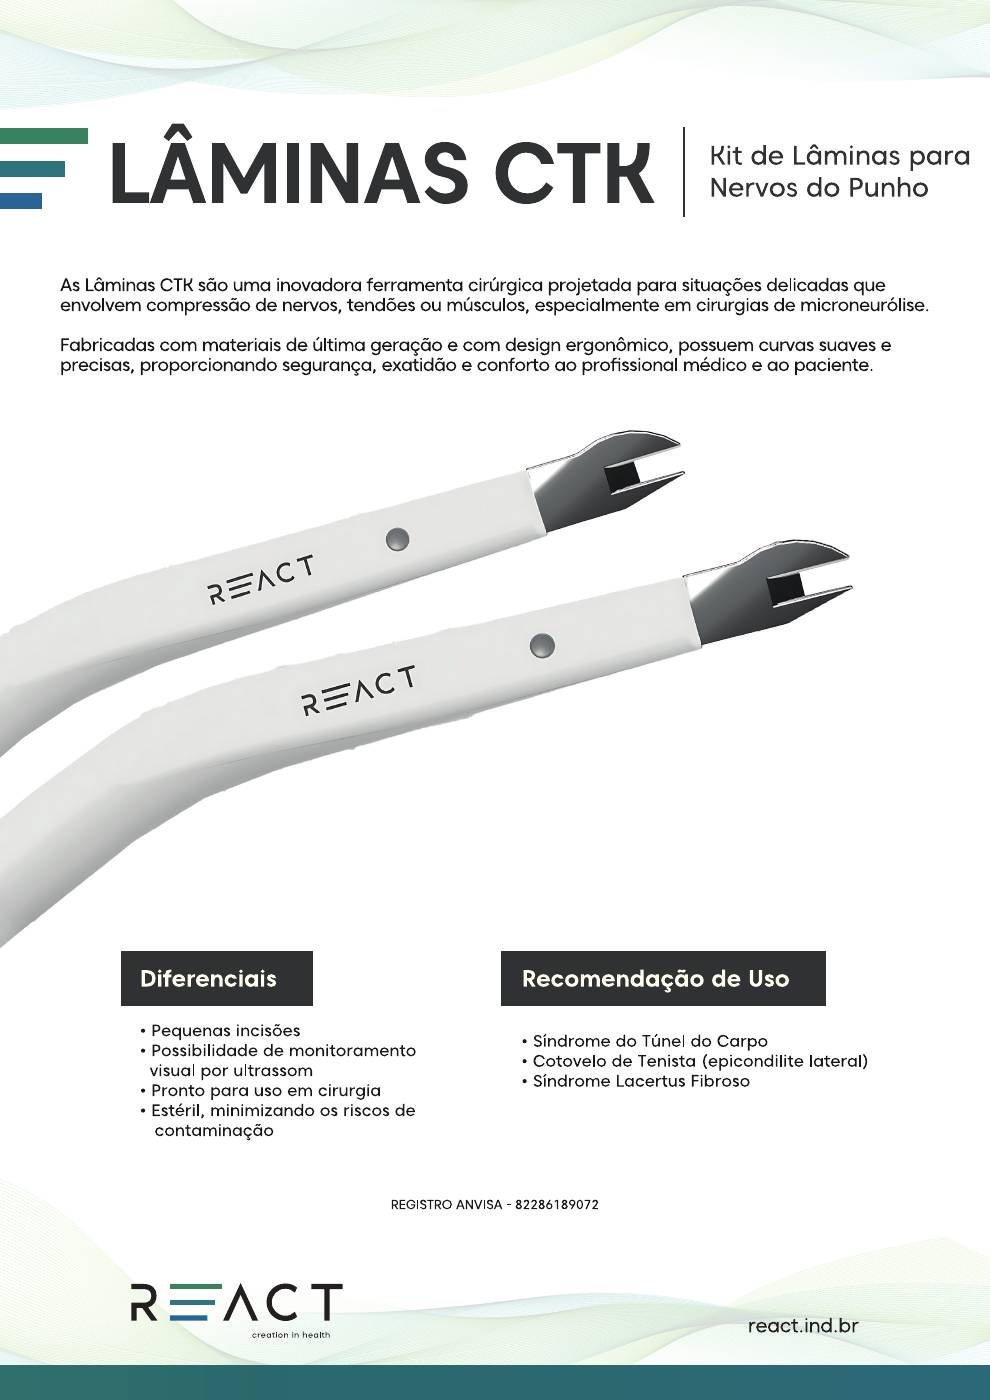 LÂMINAS CTK
Kit de Lâminas para
Nervos do Punho
As Lâminas CTK são uma inovadora ferramenta cirúrgica projetada para situações delicadas que
envolvem compressão de nervos, tendões ou músculos, especialmente em cirurgias de microneurólise.
Fabricadas com materiais de última geração e com design ergonômico, possuem curvas suaves e
precisas, proporcionando segurança, exatidão e conforto ao profissional médico e ao paciente.
REACT
REACT
Diferenciais
• Pequenas incisões
• Possibilidade de monitoramento
visual por ultrassom
• Pronto para uso em cirurgia
• Estéril, minimizando os riscos de
contaminação
Recomendação de Uso
• Síndrome do Túnel do Carpo
• Cotovelo de Tenista (epicondilite lateral)
• Síndrome Lacertus Fibroso
REGISTRO ANVISA - 82286189072
REACT
creation in health
react.ind.br